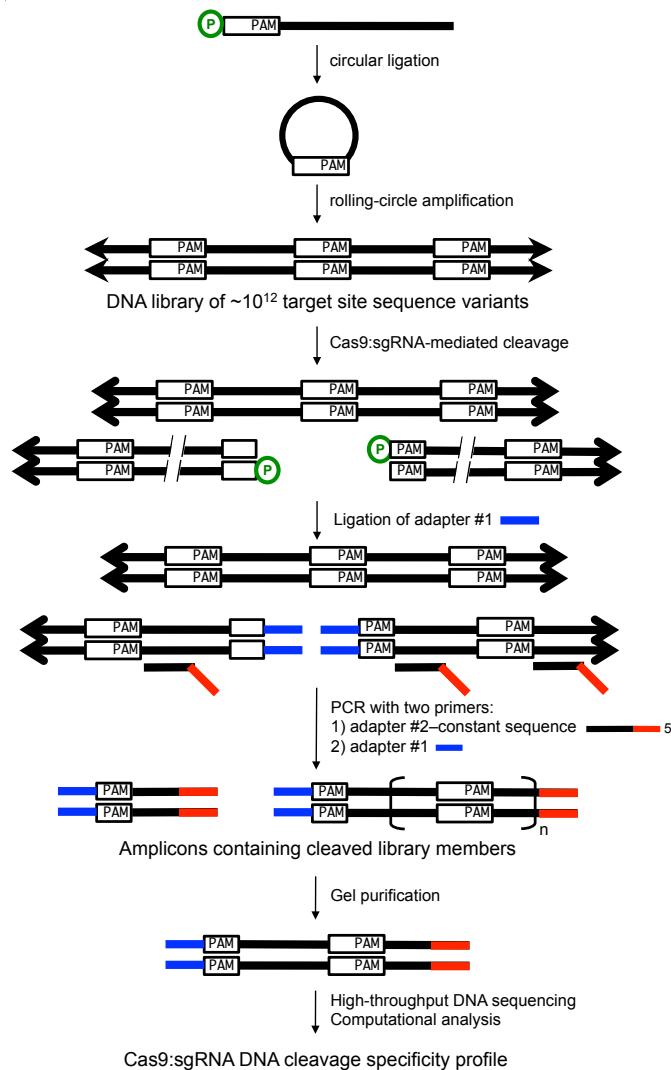 P PAM
circular ligation
PAM
rolling-circle amplification
PAM PAM PAM
PAM PAM PAM
DNA library of ~10¹² target site sequence variants
Cas9:sgRNA-mediated cleavage
PAM PAM PAM
PAM PAM PAM
PAM P PAM PAM
PAM P PAM PAM
Ligation of adapter #1
PAM PAM PAM
PAM PAM PAM
PAM PAM PAM
PAM PAM PAM
PCR with two primers:
1) adapter #2–constant sequence 5
2) adapter #1
PAM PAM PAM
PAM PAM PAM
n
Amplicons containing cleaved library members
Gel purification
PAM PAM
PAM PAM
High-throughput DNA sequencing
Computational analysis
Cas9:sgRNA DNA cleavage specificity profile